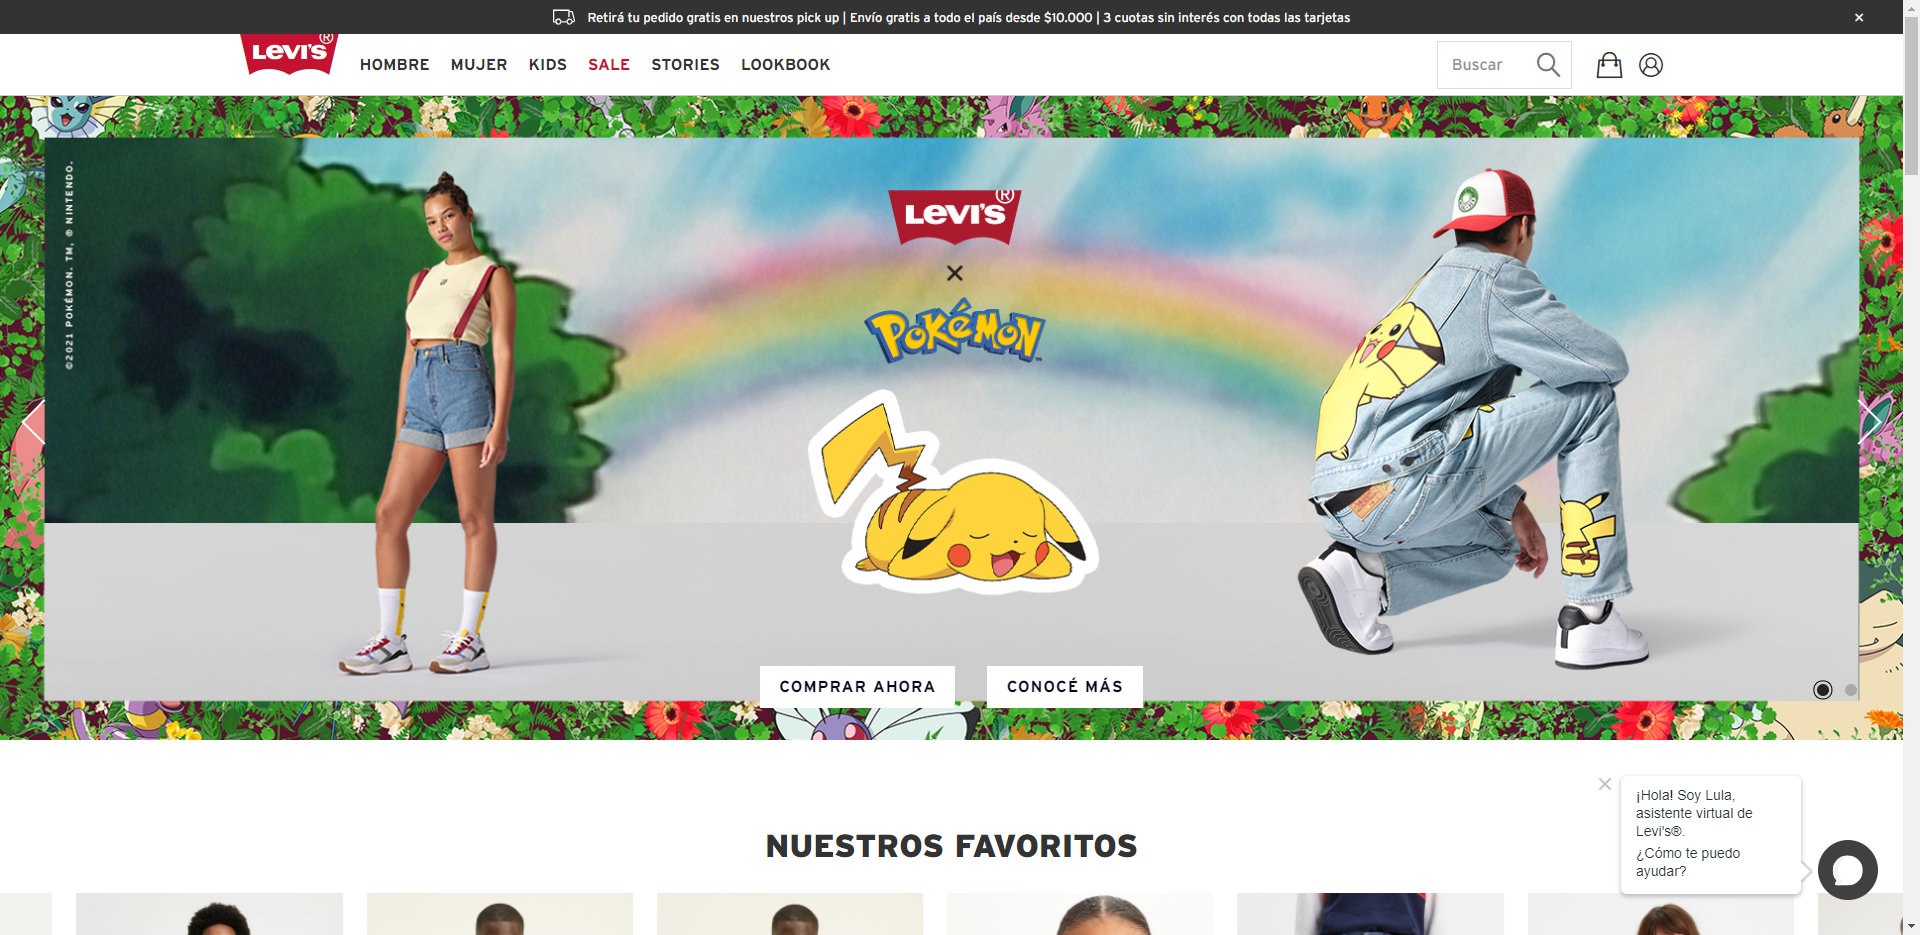 Retirá tu pedido gratis en nuestros pick up | Envío gratis a todo el país desde $10.000 | 3 cuotas sin interés con todas las tarjetas
Levi's®
HOMBRE MUJER KIDS SALE STORIES LOOKBOOK
Buscar
©2021 POKÉMON. TM, ® NINTENDO.
Levi's®
×
POKéMON™
COMPRAR AHORA
CONOCÉ MÁS
NUESTROS FAVORITOS
¡Hola! Soy Lula,
asistente virtual de
Levi's®.
¿Cómo te puedo
ayudar?